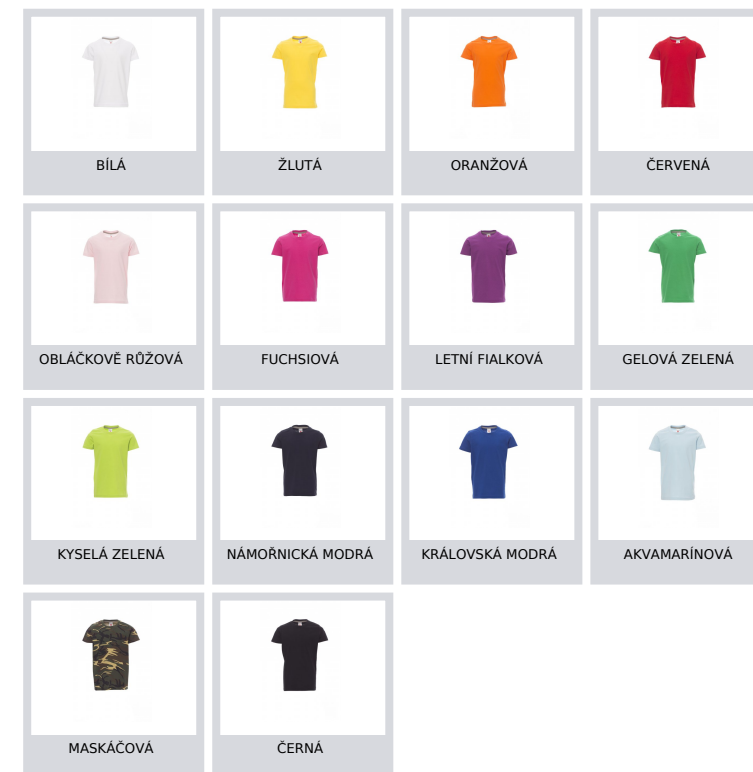 BÍLÁ
ŽLUTÁ
ORANŽOVÁ
ČERVENÁ
OBLÁČKOVĚ RŮŽOVÁ
FUCHSIOVÁ
LETNÍ FIALKOVÁ
GELOVÁ ZELENÁ
KYSELÁ ZELENÁ
NÁMOŘNICKÁ MODRÁ
KRÁLOVSKÁ MODRÁ
AKVAMARÍNOVÁ
MASKÁČOVÁ
ČERNÁ